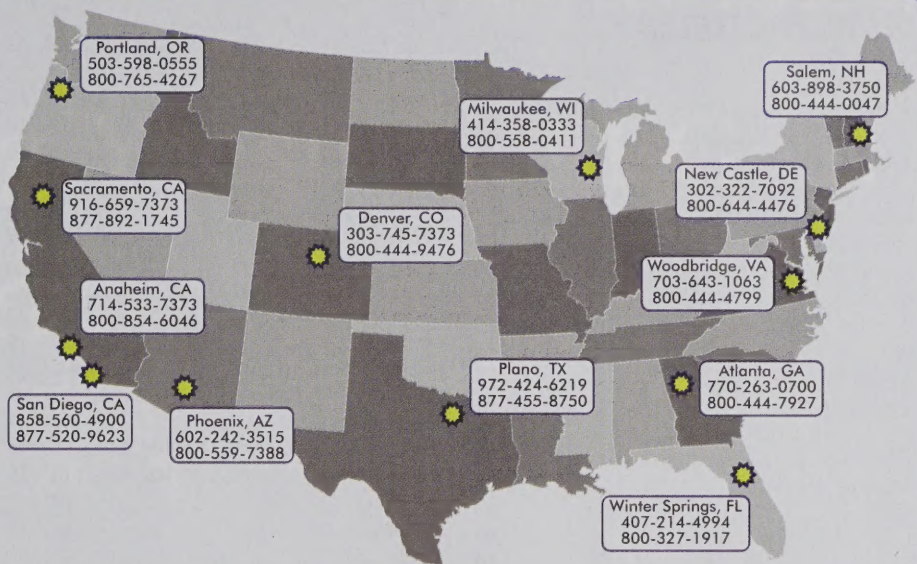 Portland, OR
503-598-0555
800-765-4267
Salem, NH
603-898-3750
800-444-0047
Milwaukee, WI
414-358-0333
800-558-0411
New Castle, DE
302-322-7092
800-644-4476
Sacramento, CA
916-659-7373
877-892-1745
Denver, CO
303-745-7373
800-444-9476
Woodbridge, VA
703-643-1063
800-444-4799
Anaheim, CA
714-533-7373
800-854-6046
Plano, TX
972-424-6219
877-455-8750
Atlanta, GA
770-263-0700
800-444-7927
San Diego, CA
858-560-4900
877-520-9623
Phoenix, AZ
602-242-3515
800-559-7388
Winter Springs, FL
407-214-4994
800-327-1917